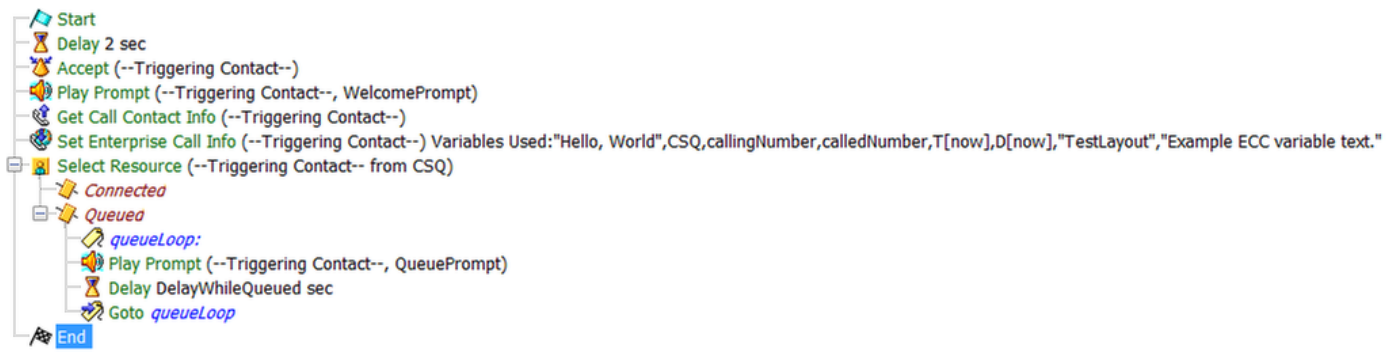 Start
Delay 2 sec
Accept (--Triggering Contact--)
Play Prompt (--Triggering Contact--, WelcomePrompt)
Get Call Contact Info (--Triggering Contact--)
Set Enterprise Call Info (--Triggering Contact--) Variables Used:"Hello, World",CSQ,callingNumber,calledNumber,T[now],D[now],"TestLayout","Example ECC variable text."
Select Resource (--Triggering Contact-- from CSQ)
Connected
Queued
queueLoop:
Play Prompt (--Triggering Contact--, QueuePrompt)
Delay DelayWhileQueued sec
Goto queueLoop
End